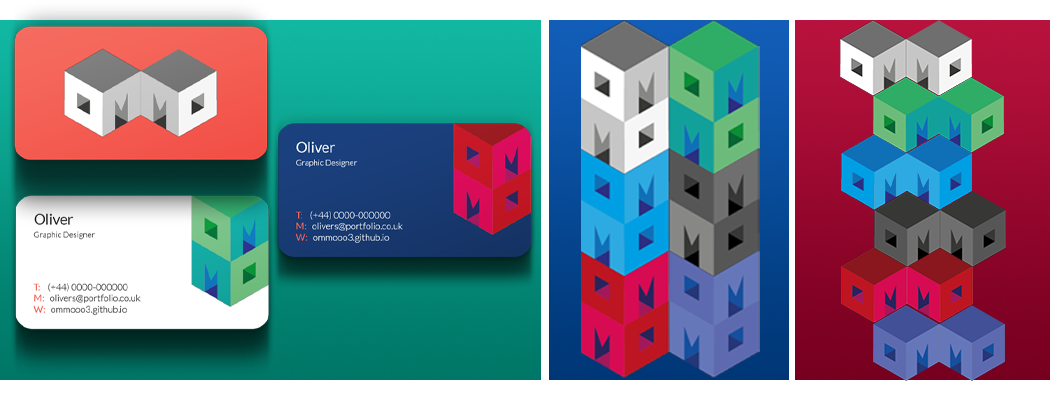 Oliver
Graphic Designer
T: (+44) 0000-000000
M: olivers@portfolio.co.uk
W: ommooo3.github.io
Oliver
Graphic Designer
T: (+44) 0000-000000
M: olivers@portfolio.co.uk
W: ommooo3.github.io